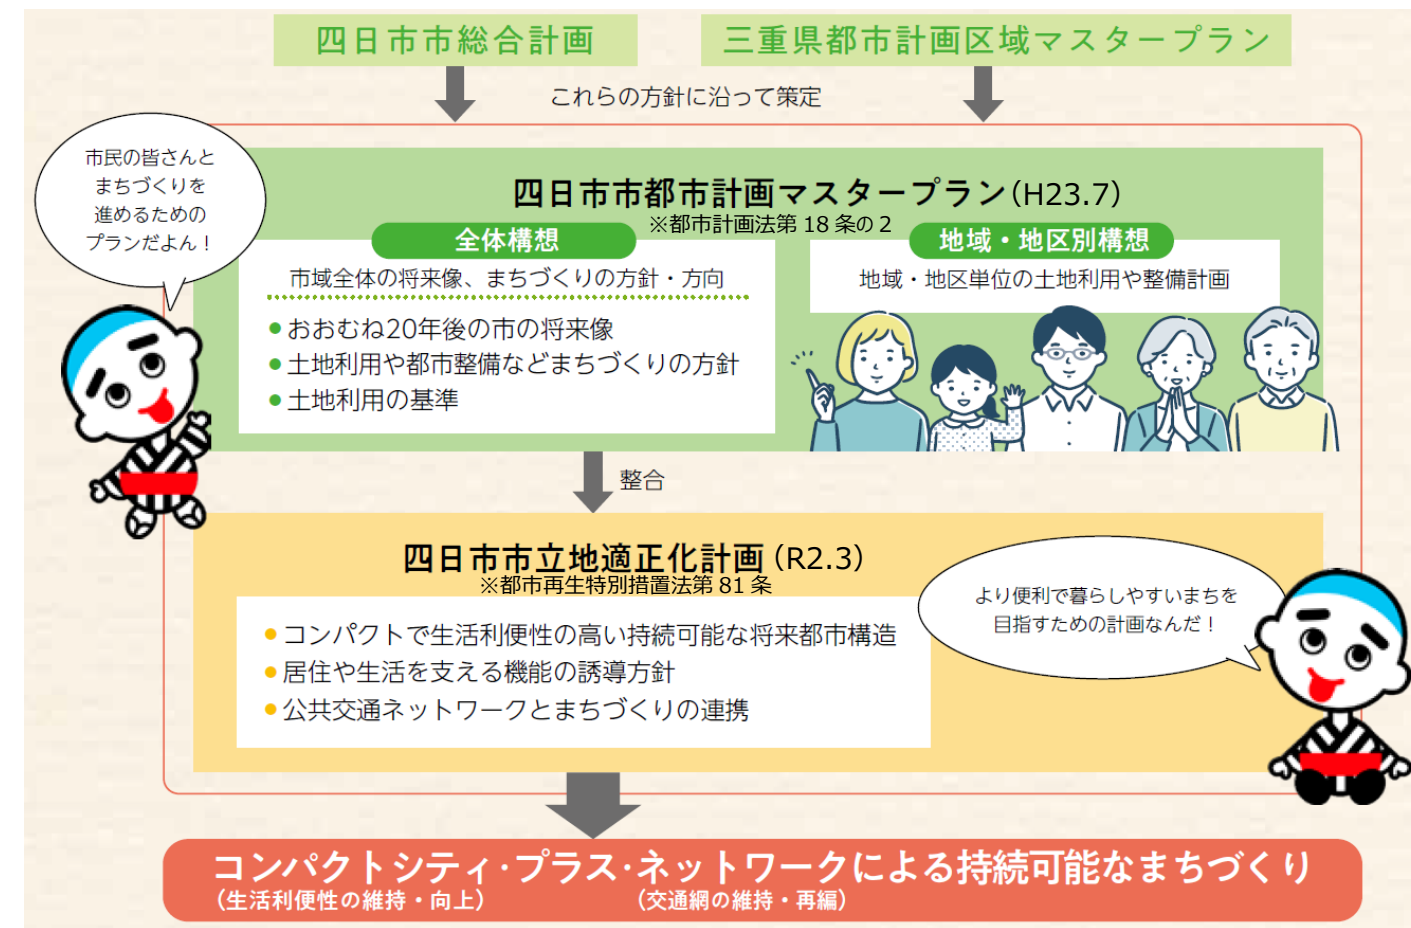 四日市市総合計画
三重県都市計画区域マスタープラン
これらの方針に沿って策定
市民の皆さんと
まちづくりを
進めるための
プランだよん！
四日市市都市計画マスタープラン（H23.7）
※都市計画法第 18 条の 2
全体構想
市域全体の将来像、まちづくりの方針・方向
●おおむね20年後の市の将来像
●土地利用や都市整備などまちづくりの方針
●土地利用の基準
地域・地区別構想
地域・地区単位の土地利用や整備計画
整合
四日市市立地適正化計画（R2.3）
※都市再生特別措置法第 81 条
●コンパクトで生活利便性の高い持続可能な将来都市構造
●居住や生活を支える機能の誘導方針
●公共交通ネットワークとまちづくりの連携
より便利で暮らしやすいまちを
目指すための計画なんだ！
コンパクトシティ・プラス・ネットワークによる持続可能なまちづくり
（生活利便性の維持・向上）
（交通網の維持・再編）